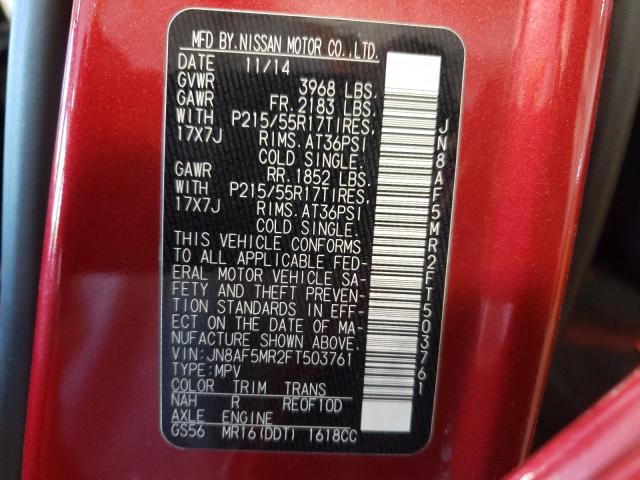 MFD BY. NISSAN MOTOR CO., LTD.
DATE 11/14
GVWR 3968 LBS.
GAWR FR. 2183 LBS.
WITH P215/55R17TIRES,
17X7J RIMS. AT36PSI
COLD SINGLE.
GAWR RR. 1852 LBS.
WITH P215/55R17TIRES,
17X7J RIMS. AT36PSI
COLD SINGLE.
THIS VEHICLE CONFORMS
TO ALL APPLICABLE FED-
ERAL MOTOR VEHICLE SA-
FETY AND THEFT PREVEN-
TION STANDARDS IN EFF-
ECT ON THE DATE OF MA-
NUFACTURE SHOWN ABOVE.
VIN: JN8AF5MR2FT503761
TYPE: MPV
COLOR TRIM TRANS
NAH R RE0F10D
AXLE ENGINE
GS56 MR16(DDT) 1618CC
JN8AF5MR2FT503761